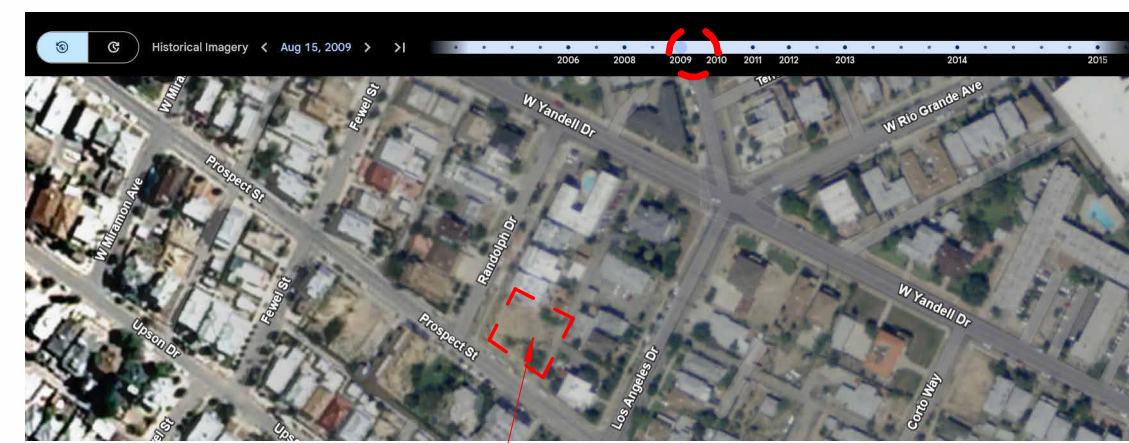 Historical Imagery < Aug 15, 2009 > >|
2006 2008 2009 2010 2011 2012 2013 2014 2015
W Yandell Dr
Fewel St
W Rio Grande Ave
Prospect St
W Miramon Ave
Randolph Dr
Fewel St
W Yandell Dr
Prospect St
Upson Dr
Los Angeles Dr
Corto Way